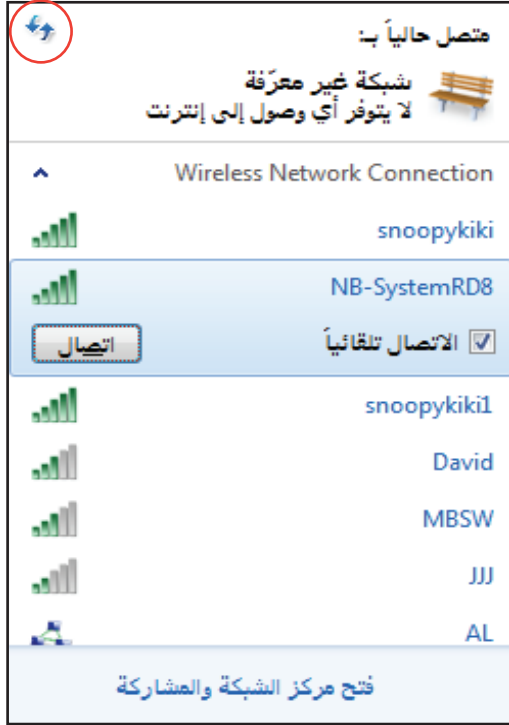 متصل حالياً بـ:
شبكة غير معرّفة
لا يتوفر أي وصول إلى إنترنت
Wireless Network Connection
snoopykiki
NB-SystemRD8
الاتصال تلقائياً
اتصال
snoopykiki1
David
MBSW
JJJ
AL
فتح مركز الشبكة والمشاركة